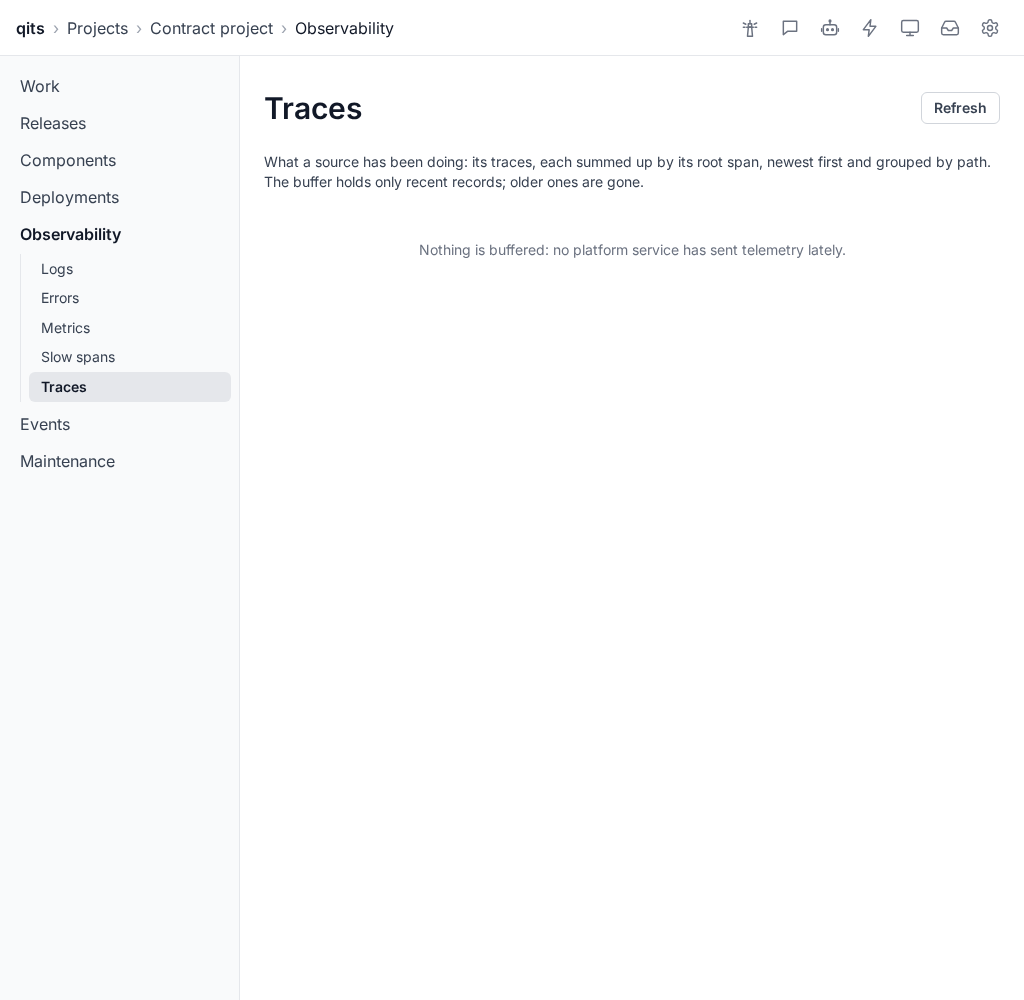 qits › Projects › Contract project › Observability
Work
Releases
Components
Deployments
Observability
Logs
Errors
Metrics
Slow spans
Traces
Events
Maintenance
Traces
Refresh
What a source has been doing: its traces, each summed up by its root span, newest first and grouped by path.
The buffer holds only recent records; older ones are gone.
Nothing is buffered: no platform service has sent telemetry lately.